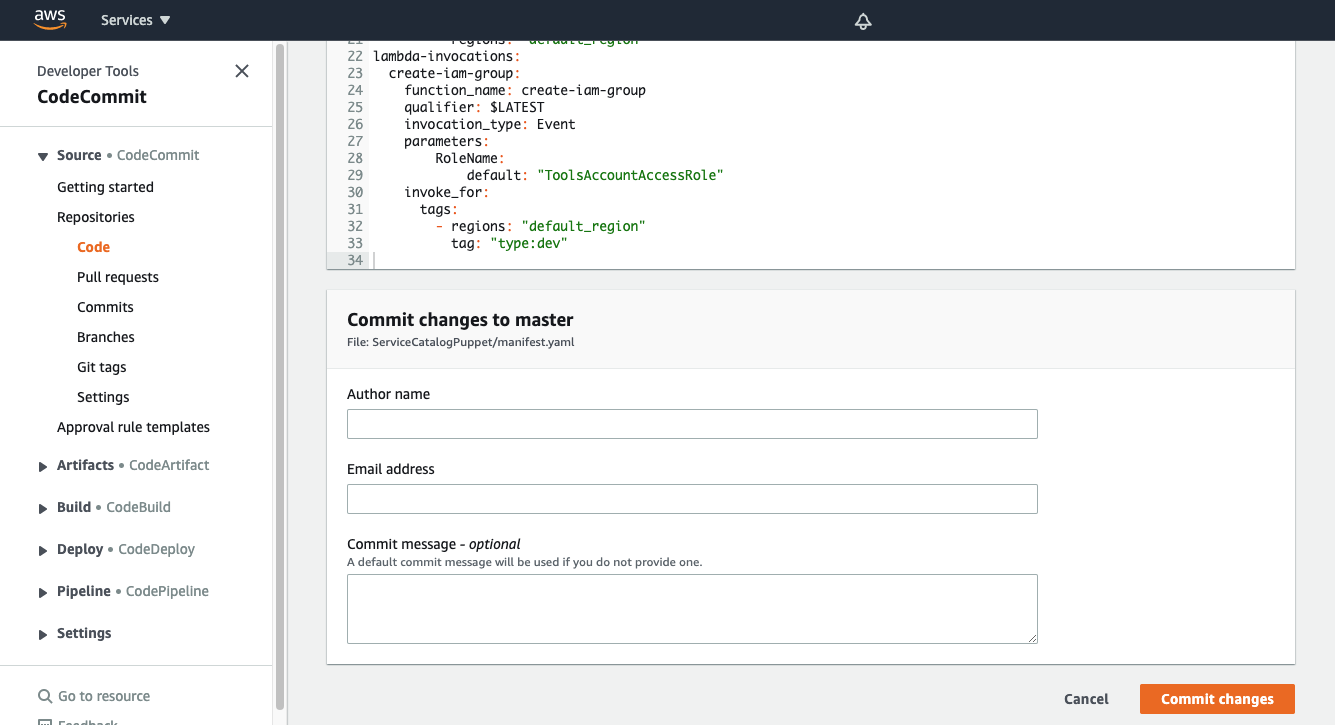 aws
Services ▼
Developer Tools
CodeCommit
Source • CodeCommit
Getting started
Repositories
Code
Pull requests
Commits
Branches
Git tags
Settings
Approval rule templates
Artifacts • CodeArtifact
Build • CodeBuild
Deploy • CodeDeploy
Pipeline • CodePipeline
Settings
Go to resource
Feedback
21 regions: "default_region"
22 lambda-invocations:
23 create-iam-group:
24 function_name: create-iam-group
25 qualifier: $LATEST
26 invocation_type: Event
27 parameters:
28 RoleName:
29 default: "ToolsAccountAccessRole"
30 invoke_for:
31 tags:
32 - regions: "default_region"
33 tag: "type:dev"
34
Commit changes to master
File: ServiceCatalogPuppet/manifest.yaml
Author name
Email address
Commit message - optional
A default commit message will be used if you do not provide one.
Cancel
Commit changes